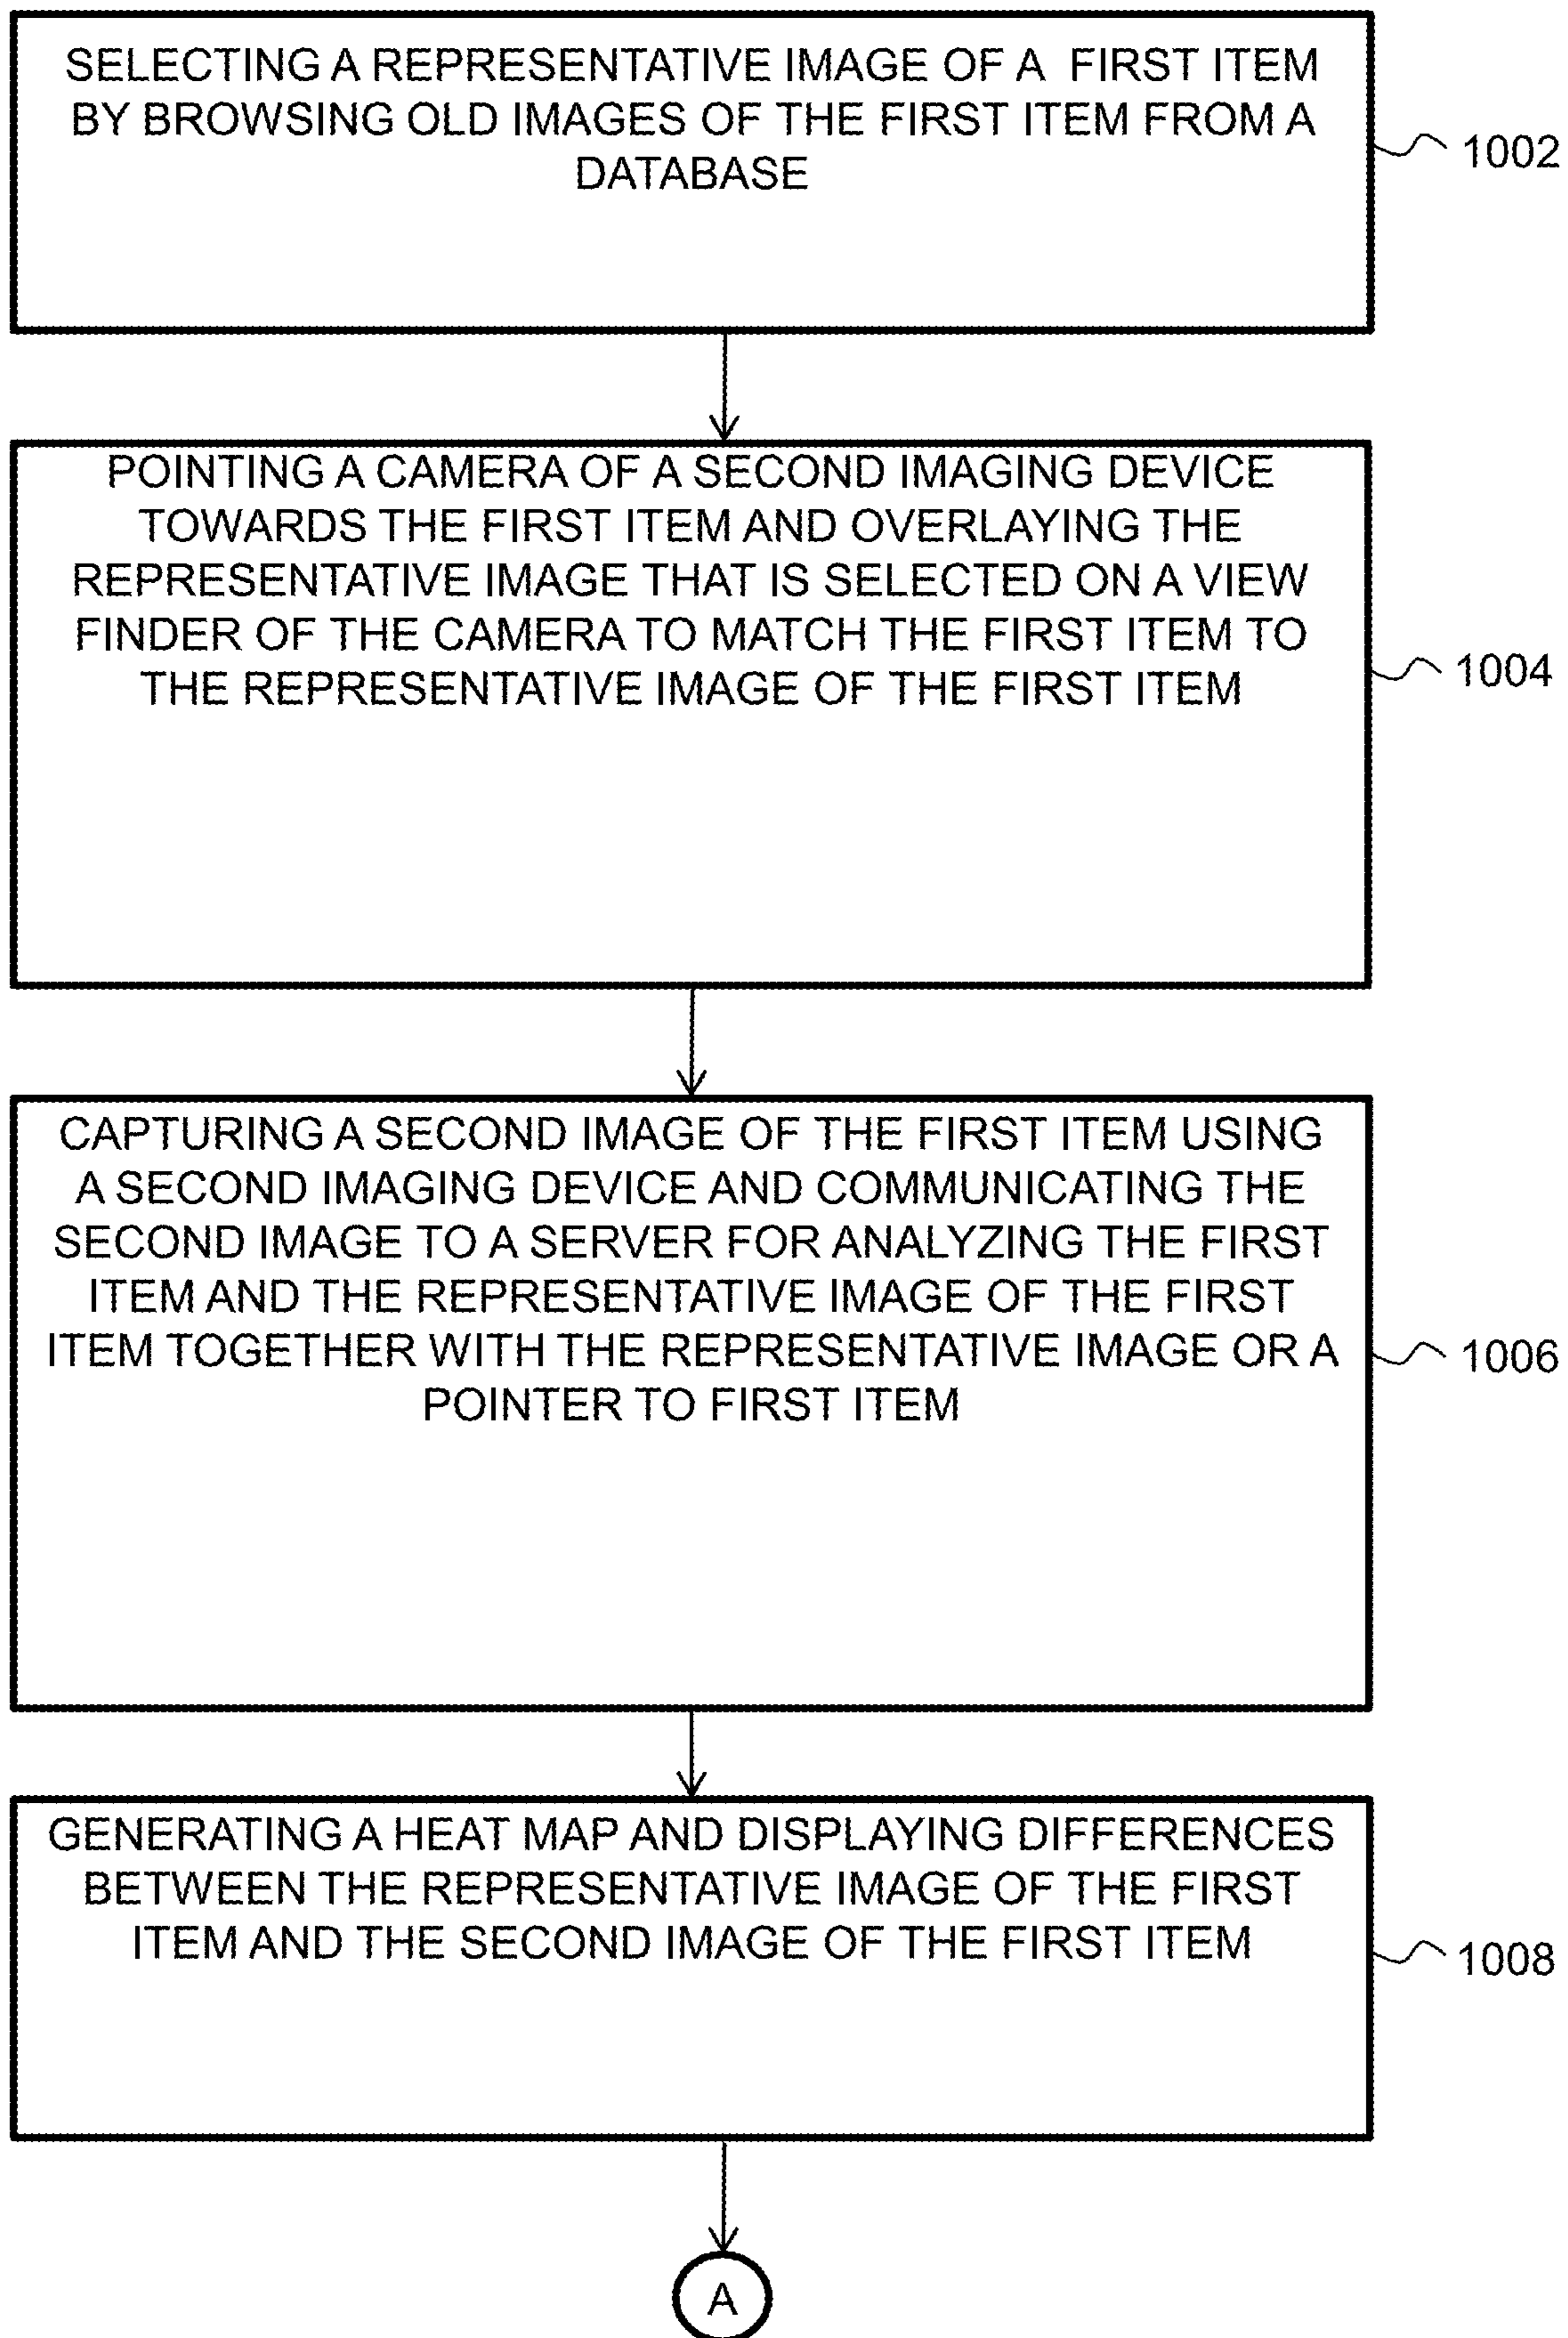 SELECTING A REPRESENTATIVE IMAGE OF A FIRST ITEM
BY BROWSING OLD IMAGES OF THE FIRST ITEM FROM A
DATABASE
1002
POINTING A CAMERA OF A SECOND IMAGING DEVICE
TOWARDS THE FIRST ITEM AND OVERLAYING THE
REPRESENTATIVE IMAGE THAT IS SELECTED ON A VIEW
FINDER OF THE CAMERA TO MATCH THE FIRST ITEM TO
THE REPRESENTATIVE IMAGE OF THE FIRST ITEM
1004
CAPTURING A SECOND IMAGE OF THE FIRST ITEM USING
A SECOND IMAGING DEVICE AND COMMUNICATING THE
SECOND IMAGE TO A SERVER FOR ANALYZING THE FIRST
ITEM AND THE REPRESENTATIVE IMAGE OF THE FIRST
ITEM TOGETHER WITH THE REPRESENTATIVE IMAGE OR A
POINTER TO FIRST ITEM
1006
GENERATING A HEAT MAP AND DISPLAYING DIFFERENCES
BETWEEN THE REPRESENTATIVE IMAGE OF THE FIRST
ITEM AND THE SECOND IMAGE OF THE FIRST ITEM
1008
A